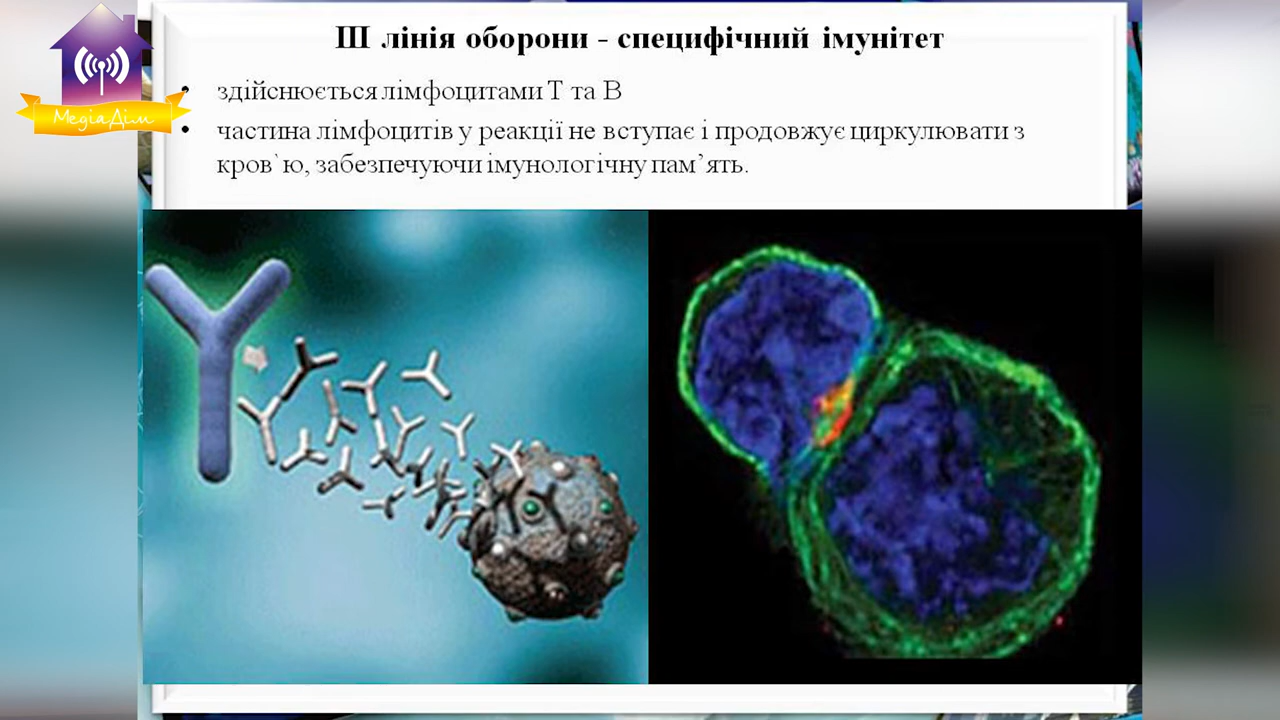 ІІІ лінія оборони - специфічний імунітет
МедіаДім
• здійснюється лімфоцитами Т та В
• частина лімфоцитів у реакції не вступає і продовжує циркулювати з
кров`ю, забезпечуючи імунологічну пам’ять.